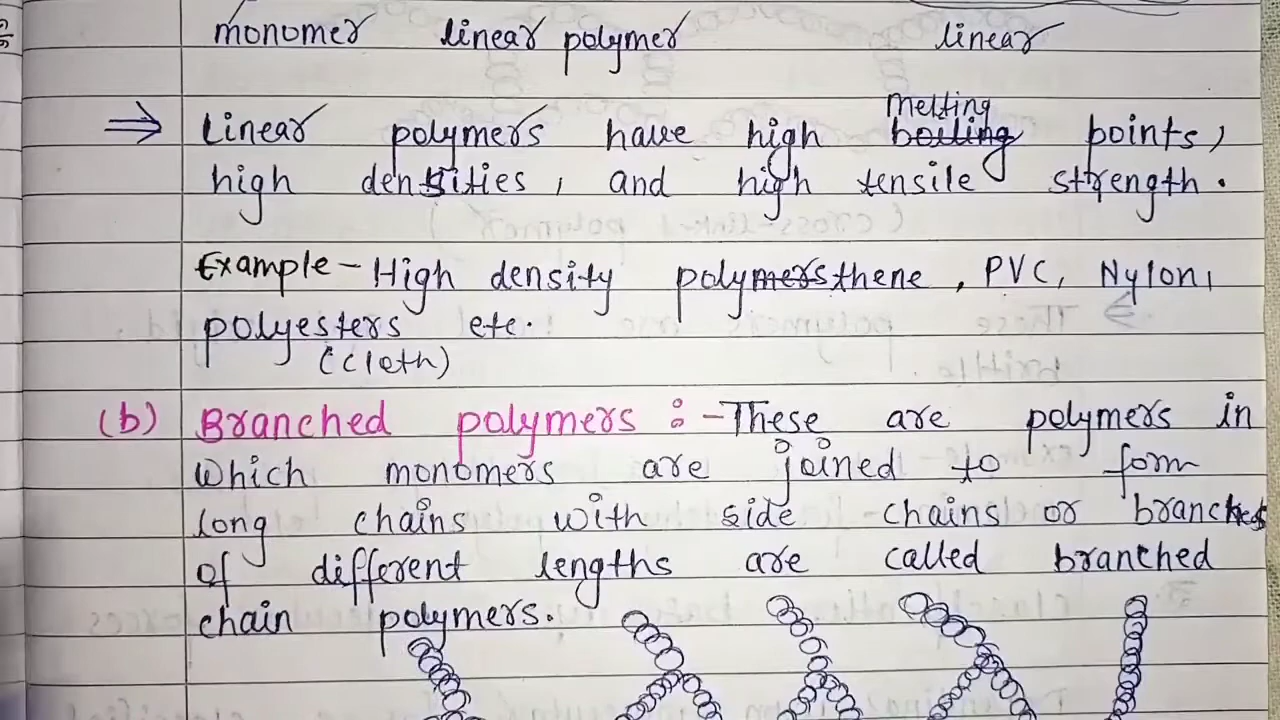 monomer linear polymer linear
melting
⇒ Linear polymers have high boiling points,
high densities, and high tensile strength.
Example - High density polymersthene, PVC, Nylon,
polyesters etc.
(cloth)
(b) Branched polymers :- These are polymers in
which monomers are joined to form
long chains with side chains or branches
of different lengths are called branched
chain polymers.